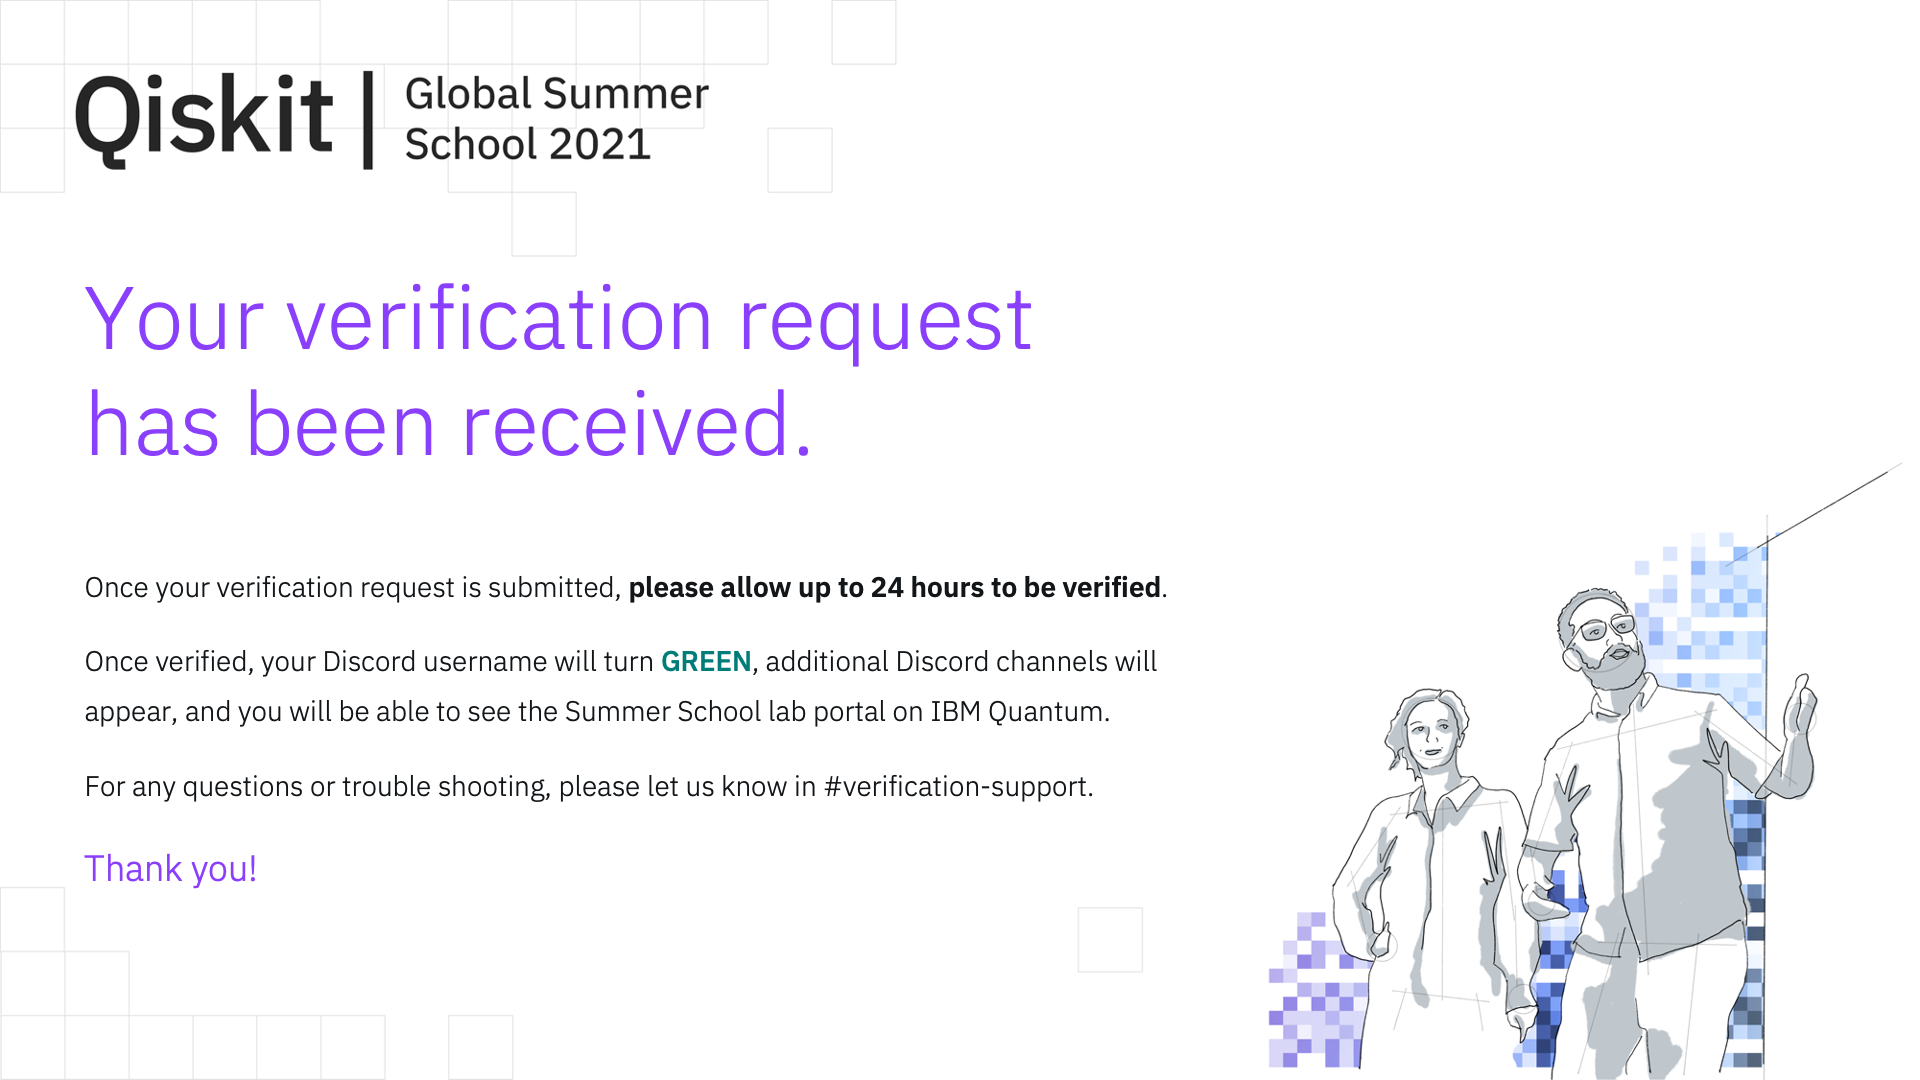 Qiskit
Global Summer
School 2021
Your verification request
has been received.
Once your verification request is submitted, please allow up to 24 hours to be verified.
Once verified, your Discord username will turn GREEN, additional Discord channels will
appear, and you will be able to see the Summer School lab portal on IBM Quantum.
For any questions or trouble shooting, please let us know in #verification-support.
Thank you!